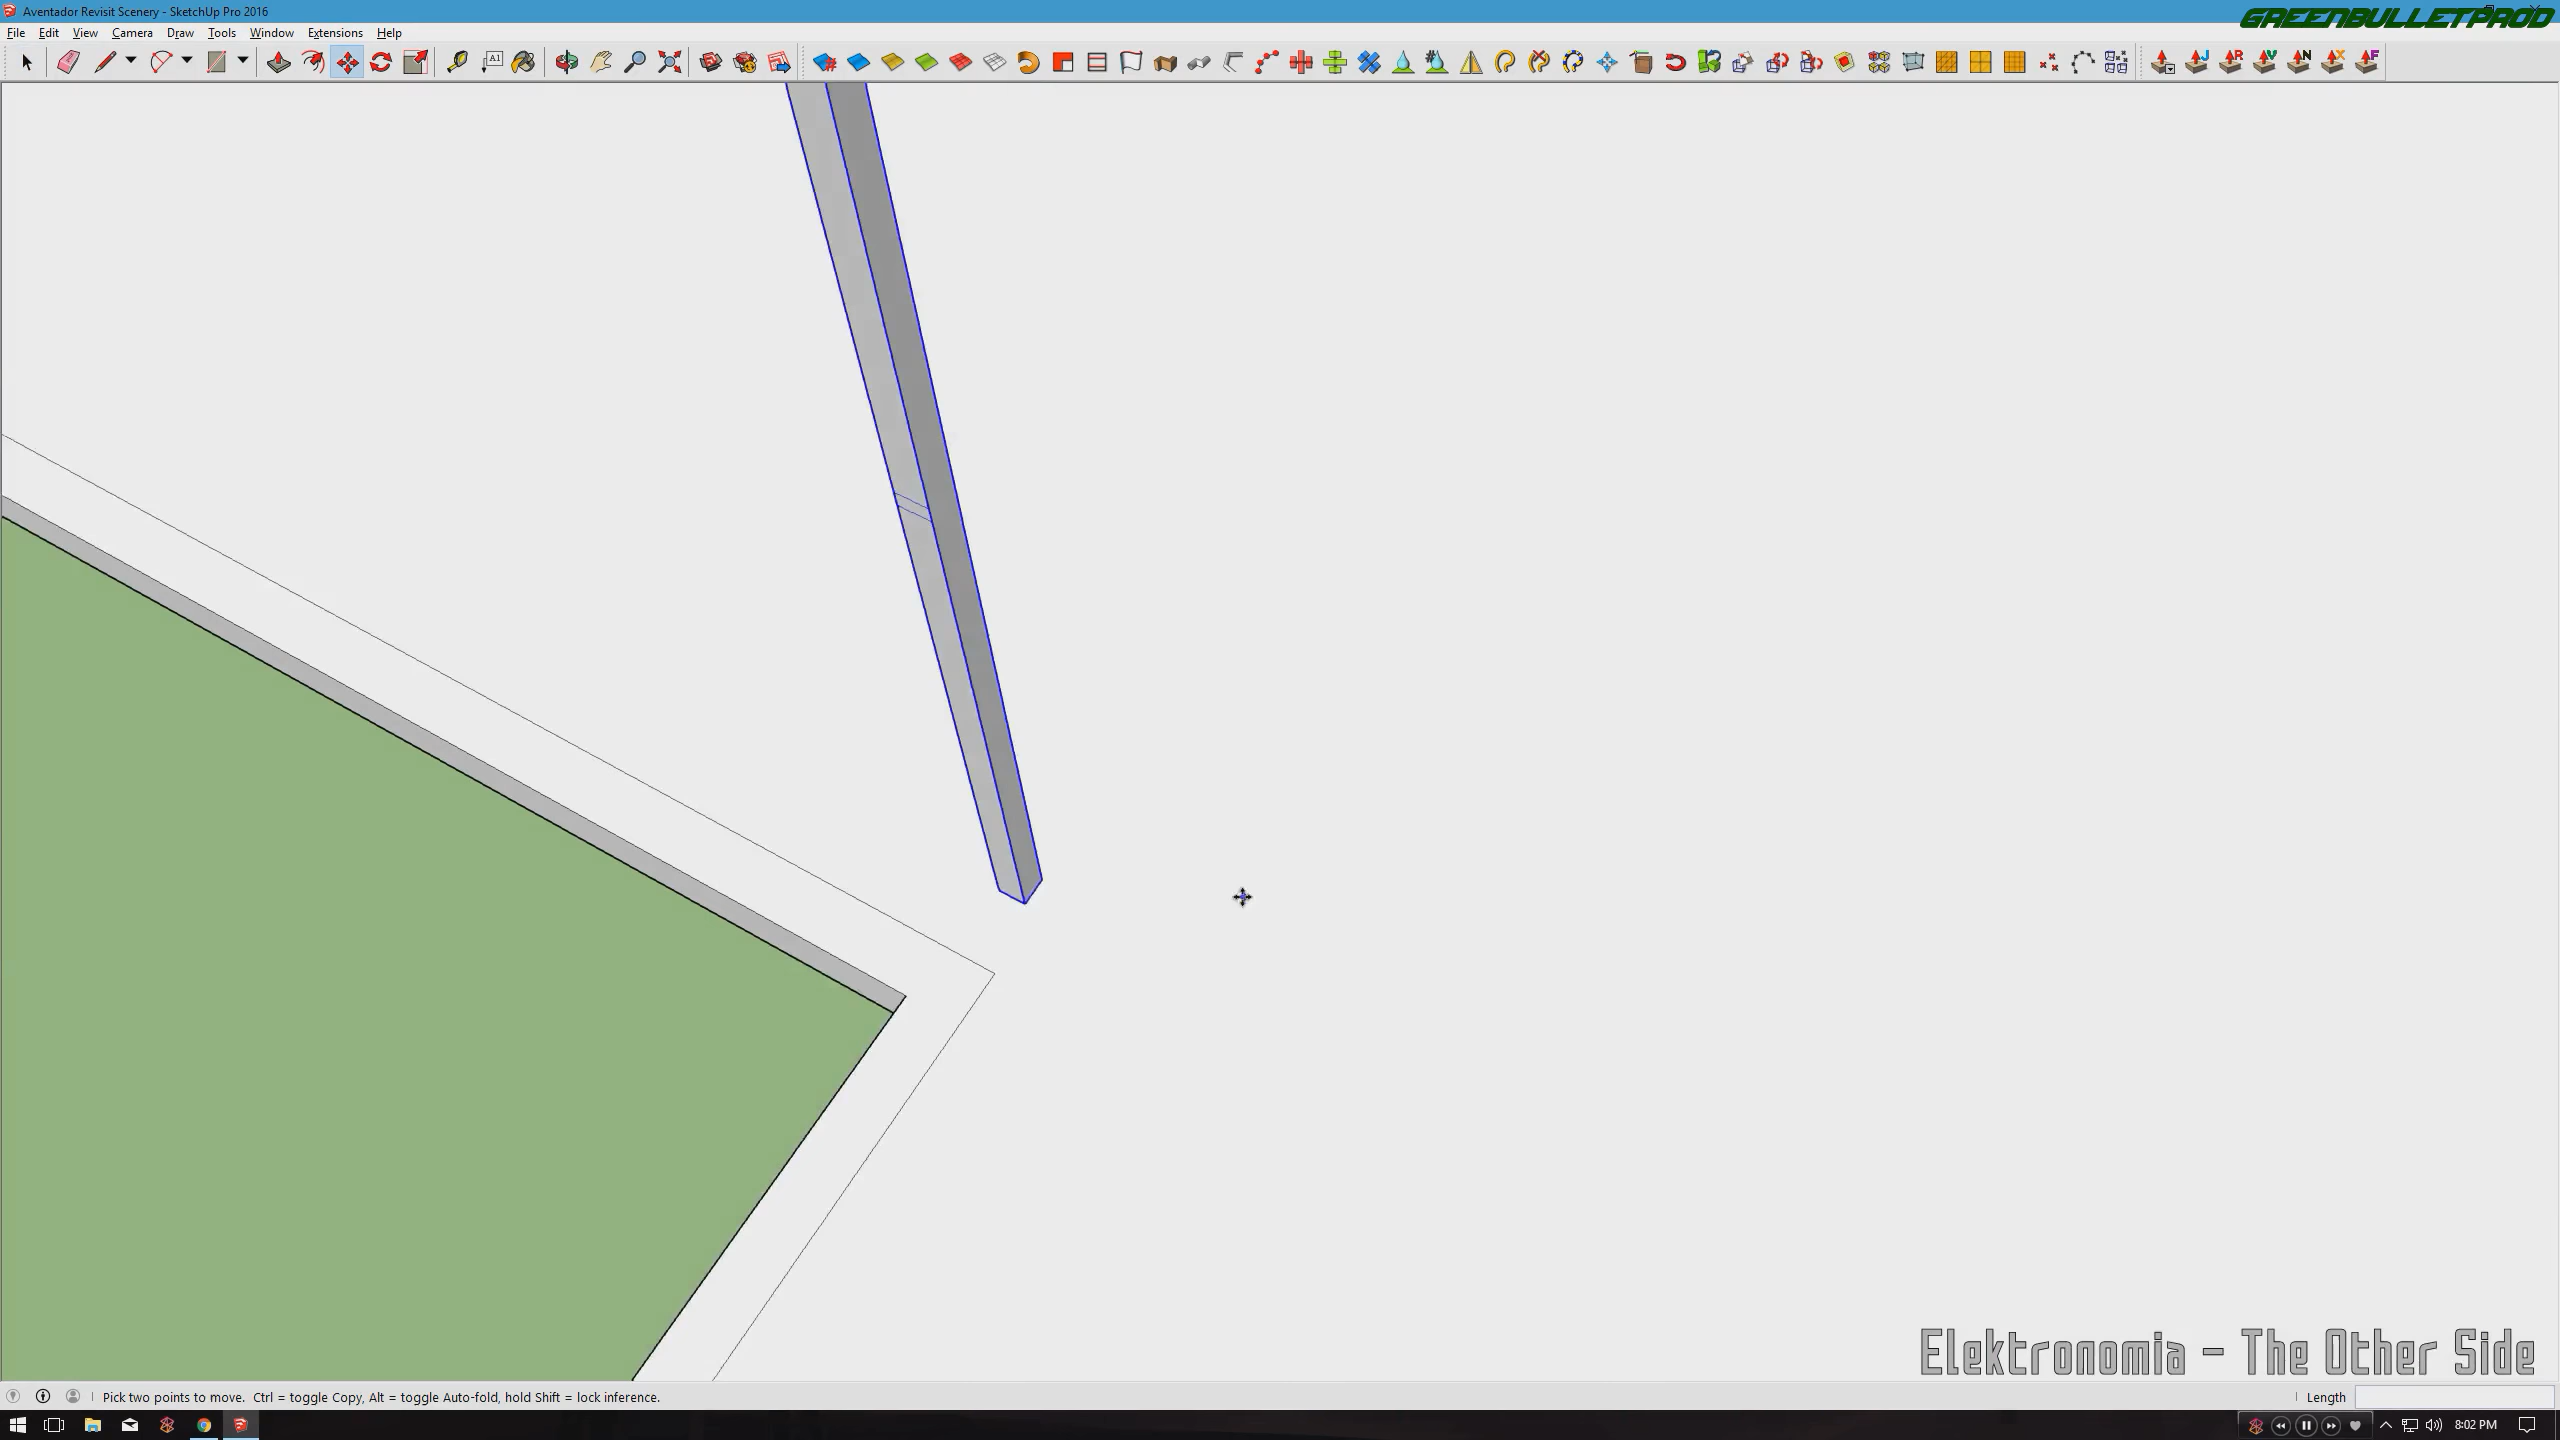 Aventador Revisit Scenery - SketchUp Pro 2016
GREENBULLETPROD
File Edit View Camera Draw Tools Window Extensions Help
A1
J R V N X F
Elektronomia - The Other Side
Pick two points to move. Ctrl = toggle Copy, Alt = toggle Auto-fold, hold Shift = lock inference.
Length
8:02 PM